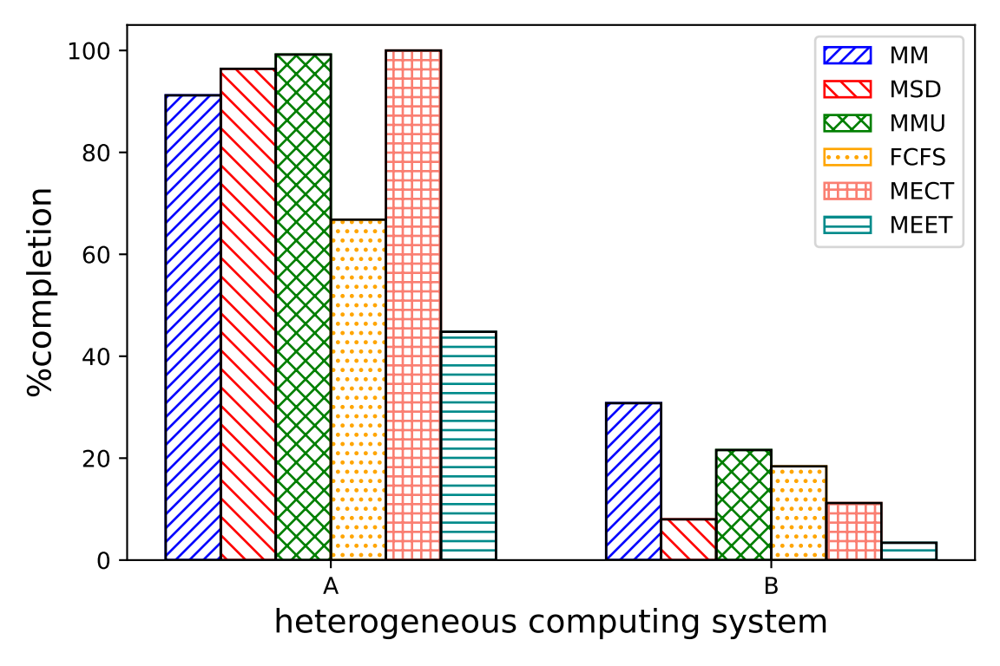 %completion
100
80
60
40
20
0
A
B
heterogeneous computing system
MM
MSD
MMU
FCFS
MECT
MEET